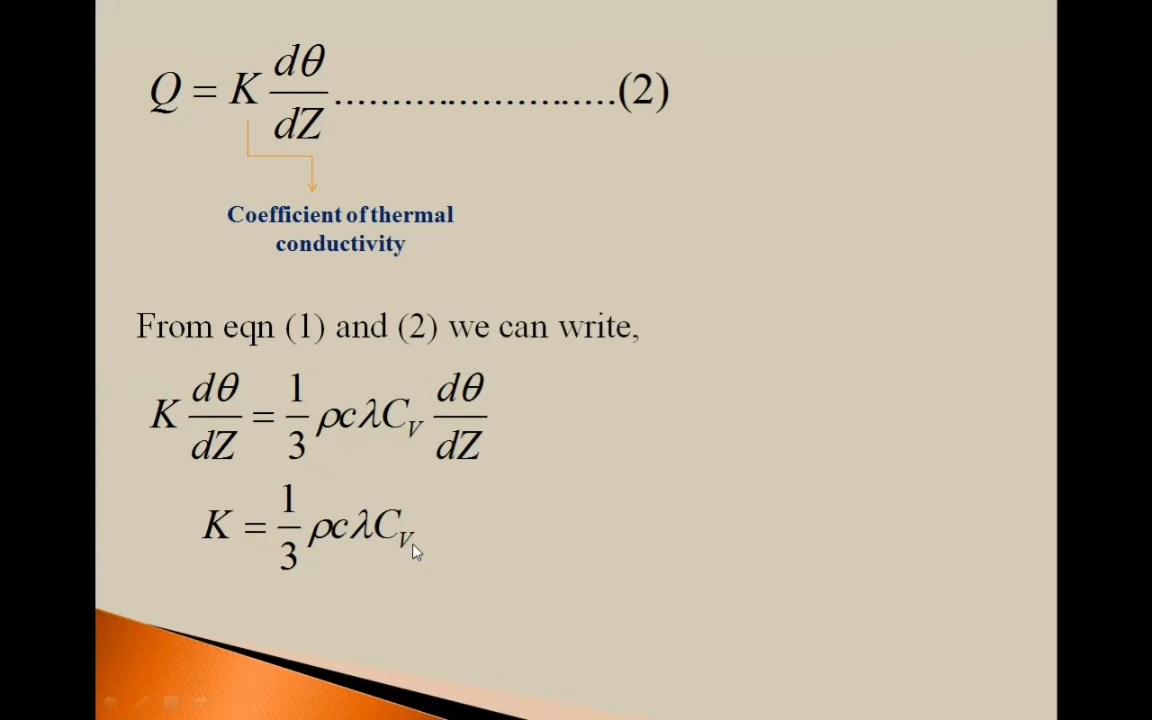 Q = K dθ/dZ ..............................(2)
Coefficient of thermal
conductivity
From eqn (1) and (2) we can write,
K dθ/dZ = 1/3 ρcλC_V dθ/dZ
K = 1/3 ρcλC_V